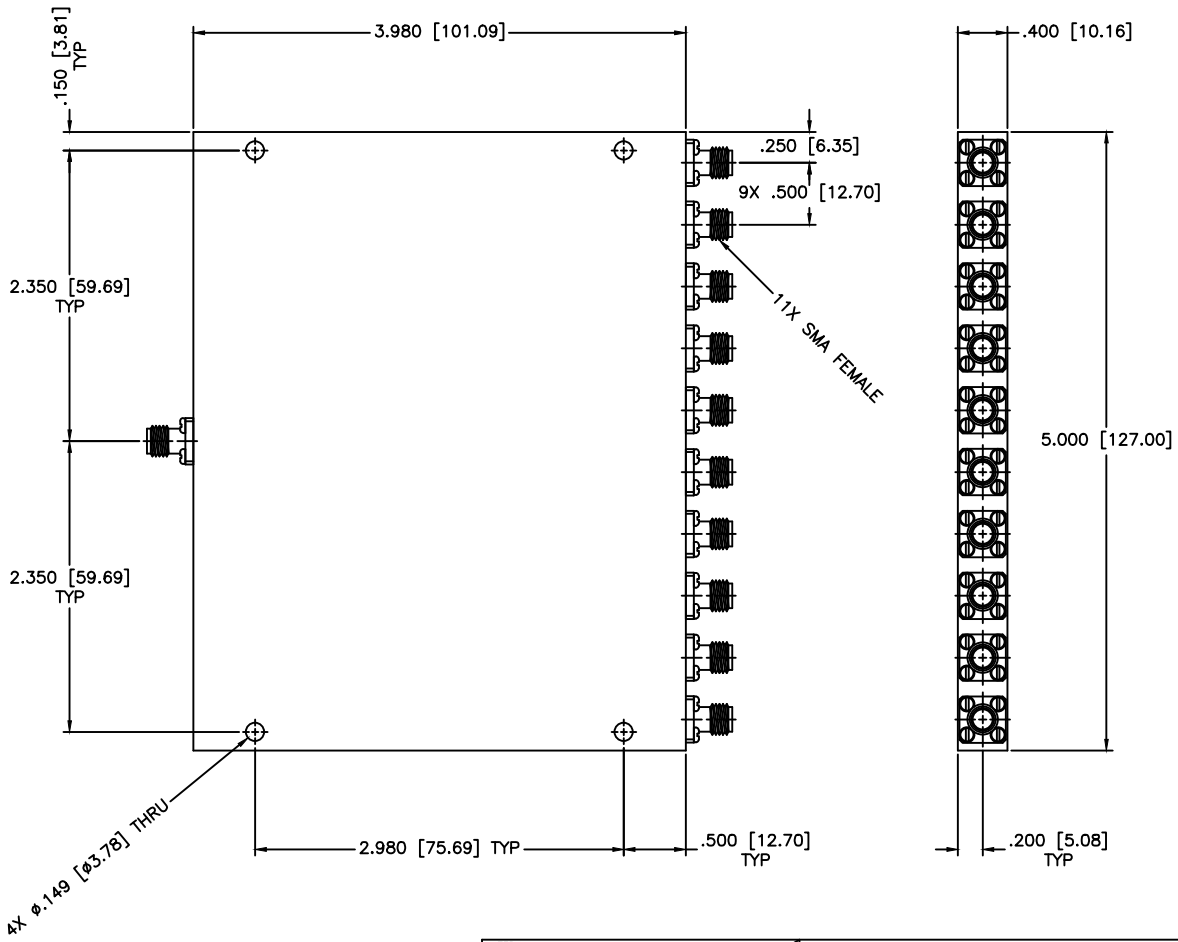 3.980 [101.09]
.400 [10.16]
.150 [3.81]
TYP
.250 [6.35]
9X .500 [12.70]
2.350 [59.69]
TYP
11X SMA FEMALE
5.000 [127.00]
2.350 [59.69]
TYP
4X ø.149 [ø3.78] THRU
2.980 [75.69] TYP
.500 [12.70]
TYP
.200 [5.08]
TYP